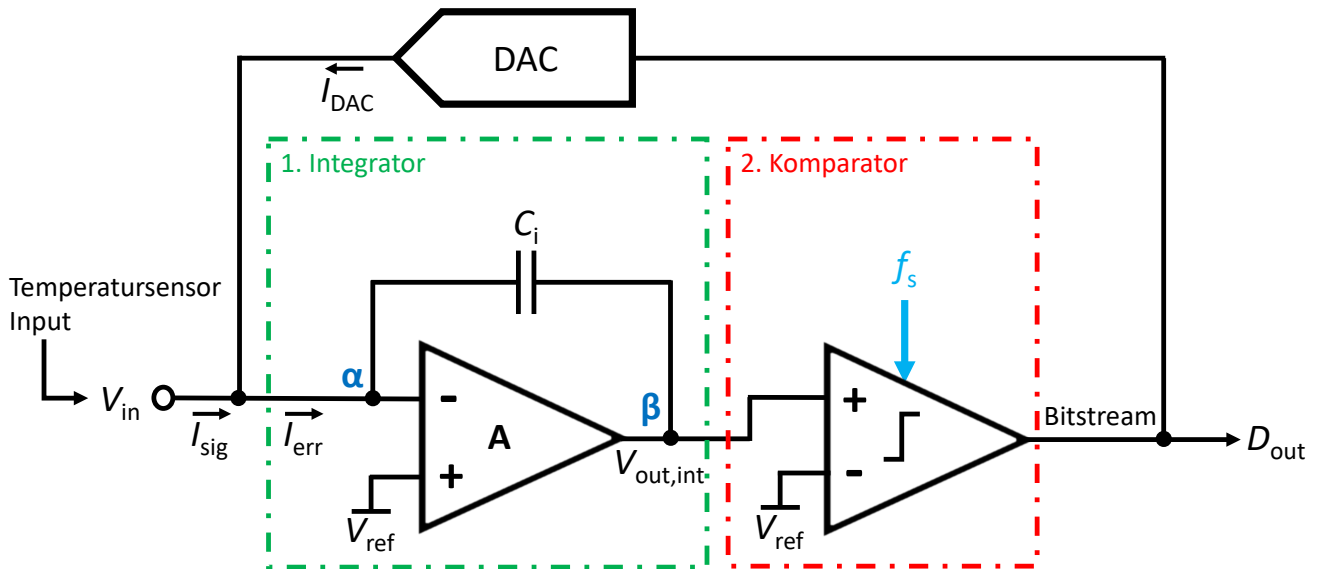 DAC
I_DAC
1. Integrator
2. Komparator
C_i
f_s
Temperatursensor
Input
α
-
A
+
β
V_in
I_sig
I_err
V_ref
V_out,int
+
-
V_ref
Bitstream
D_out